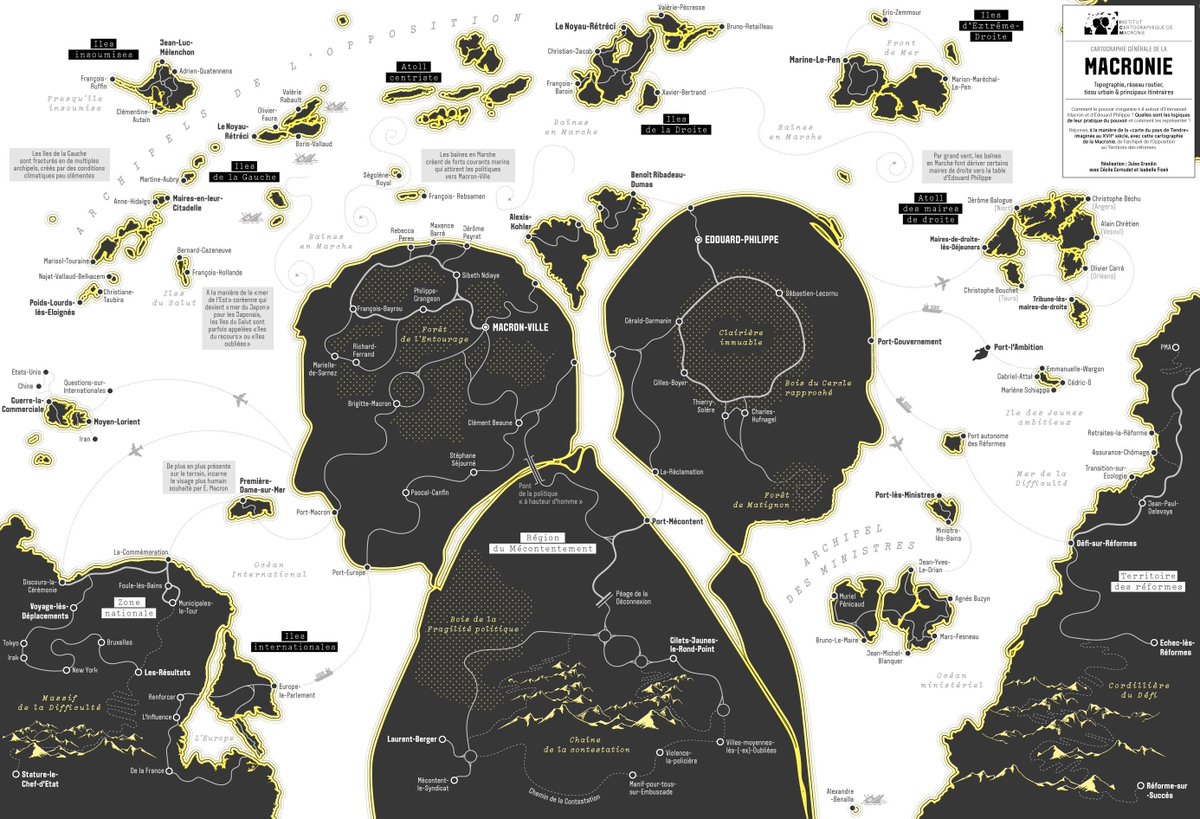 INSTITUT
CARTOGRAPHIQUE DE
MACRONIE
CARTOGRAPHIE GÉNÉRALE DE LA
MACRONIE
Topographie, réseau routier,
tissu urbain & principaux itinéraires
Comment le pouvoir s'organise-t-il autour d'Emmanuel
Macron et d'Edouard Philippe ? Quelles sont les logiques
de leur pratique du pouvoir et comment les représenter ?
Réponses à la manière de la «carte du pays de Tendre»
imaginée au XVIIe siècle, avec cette cartographie
de la Macronie, de l'archipel de l'Opposition
au Territoire des réformes.
Réalisation : Jules Grandin
avec Cécile Cornudet et Isabelle Ficek
ARCHIPELS DE L'OPPOSITION
Iles
insoumises
Jean-Luc-
Mélenchon
Adrien-Quatennens
François-
Ruffin
Presqu'île
insoumise
Clémentine-
Autain
Valérie
Rabault
Olivier-
Faure
Le Noyau-
Rétréci
Boris-Vallaud
Les îles de la Gauche
sont fracturés en de multiples
archipels, créés par des conditions
climatiques peu clémentes
Iles
de la Gauche
Martine-Aubry
Anne-Hidalgo
Maires-en-leur-
Citadelle
Marisol-Touraine
Bernard-Cazeneuve
François-Hollande
Najat-Vallaud-Belkacem
Christiane-
Taubira
Poids-Lourds-
lès-Eloignés
Iles
du Salut
A la manière de la «mer
de l'Est» coréenne qui
devient «mer du Japon»
pour les Japonais,
les îles du Salut sont
parfois appelées «îles
du recours» ou «îles
oubliées»
Atoll
centriste
Les baïnes en Marche
créent de forts courants marins
qui attirent les politiques
vers Macron-Ville
Ségolène-
Royal
François-Rebsamen
Baïnes
en Marche
Valérie-Pécresse
Le Noyau-Rétréci
Bruno-Retailleau
Christian-Jacob
François-
Baroin
Xavier-Bertrand
Iles
de la Droite
Baïnes
en Marche
Baïnes
en Marche
Eric-Zemmour
Iles
d'Extrême-
Droite
Front
de Mer
Marine-Le-Pen
Marion-Maréchal-
Le-Pen
Par grand vent, les baïnes
en Marche font dériver certains
maires de droite vers la table
d'Edouard Philippe
Atoll
des maires
de droite
Jérôme Baloge
(Niort)
Christophe Béchu
(Angers)
Alain Chrétien
(Vesoul)
Maires-de-droite-
lès-Déjeuners
Olivier Carré
(Orléans)
Christophe Bouchet
(Tours)
Tribune-lès-
maires-de-droite
Alexis-
Kohler
Benoît Ribadeau-
Dumas
Rebecca
Peres
Maxence
Barré
Jérôme
Peyrat
Sibeth Ndiaye
Philippe-
Grangeon
François-Bayrou
MACRON-VILLE
Forêt
de l'Entourage
Richard-
Ferrand
Marielle-
de-Sarnez
Brigitte-Macron
Clément Beaune
Stéphane
Séjourné
Pascal-Canfin
Port-Macron
Port-Europe
Pont
de la politique
«à hauteur d'homme»
EDOUARD-PHILIPPE
Sébastien-Lecornu
Gérald-Darmanin
Clairière
immuable
Port-Gouvernement
Gilles-Boyer
Bois du Cercle
rapproché
Thierry-
Solère
Charles-
Hufnagel
La-Réclamation
Forêt
de Matignon
Etats-Unis
Chine
Questions-sur-
Internationales
Guerre-la-
Commerciale
Moyen-Lorient
Iran
De plus en plus présente
sur le terrain, incarne
le visage plus humain
souhaité par E. Macron
Première-
Dame-sur-Mer
Océan
International
Port-l'Ambition
Emmanuelle-Wargon
Gabriel-Attal
Cédric-O
Marlène Schiappa
Ile des Jeunes
ambitieux
Port autonome
des Réformes
Mer de la
Difficulté
Port-lès-Ministres
Ministre-
lès-Bains
ARCHIPEL
DES MINISTRES
Jean-Yves-
Le-Drian
Muriel
Pénicaud
Agnès Buzyn
Bruno-Le-Maire
Marc-Fesneau
Jean-Michel-
Blanquer
Océan
ministériel
Alexandre
-Benalla
PMA
Retraites-la-Réforme
Assurance-Chômage
Transition-sur-
Ecologie
Jean-Paul-
Delevoye
Défi-sur-Réformes
Territoire
des réformes
Echec-lès-
Réformes
Cordillière
du Défi
Réforme-sur
-Succès
Port-Mécontent
Région
du Mécontentement
Bois de la
Fragilité politique
Péage de la
Déconnexion
Gilets-Jaunes-
le-Rond-Point
Laurent-Berger
Chaîne
de la contestation
Mécontent-
le-Syndicat
Violence-
la-policière
Villes-moyennes-
lès-(-ex)-Oubliées
Manif-pour-tous-
sur-Embuscade
Chemin de la Contestation
La-Commémoration
Discours-la-
Cérémonie
Foule-lès-Bains
Voyage-lès-
Déplacements
Zone
nationale
Municipales-
le-Tour
Tokyo
Irak
Bruxelles
New York
Les-Résultats
Iles
internationales
Europe-
le-Parlement
Renforcer
L'influence
L'Europe
De la France
Massif
de la Difficulté
Stature-le-
Chef-d'Etat